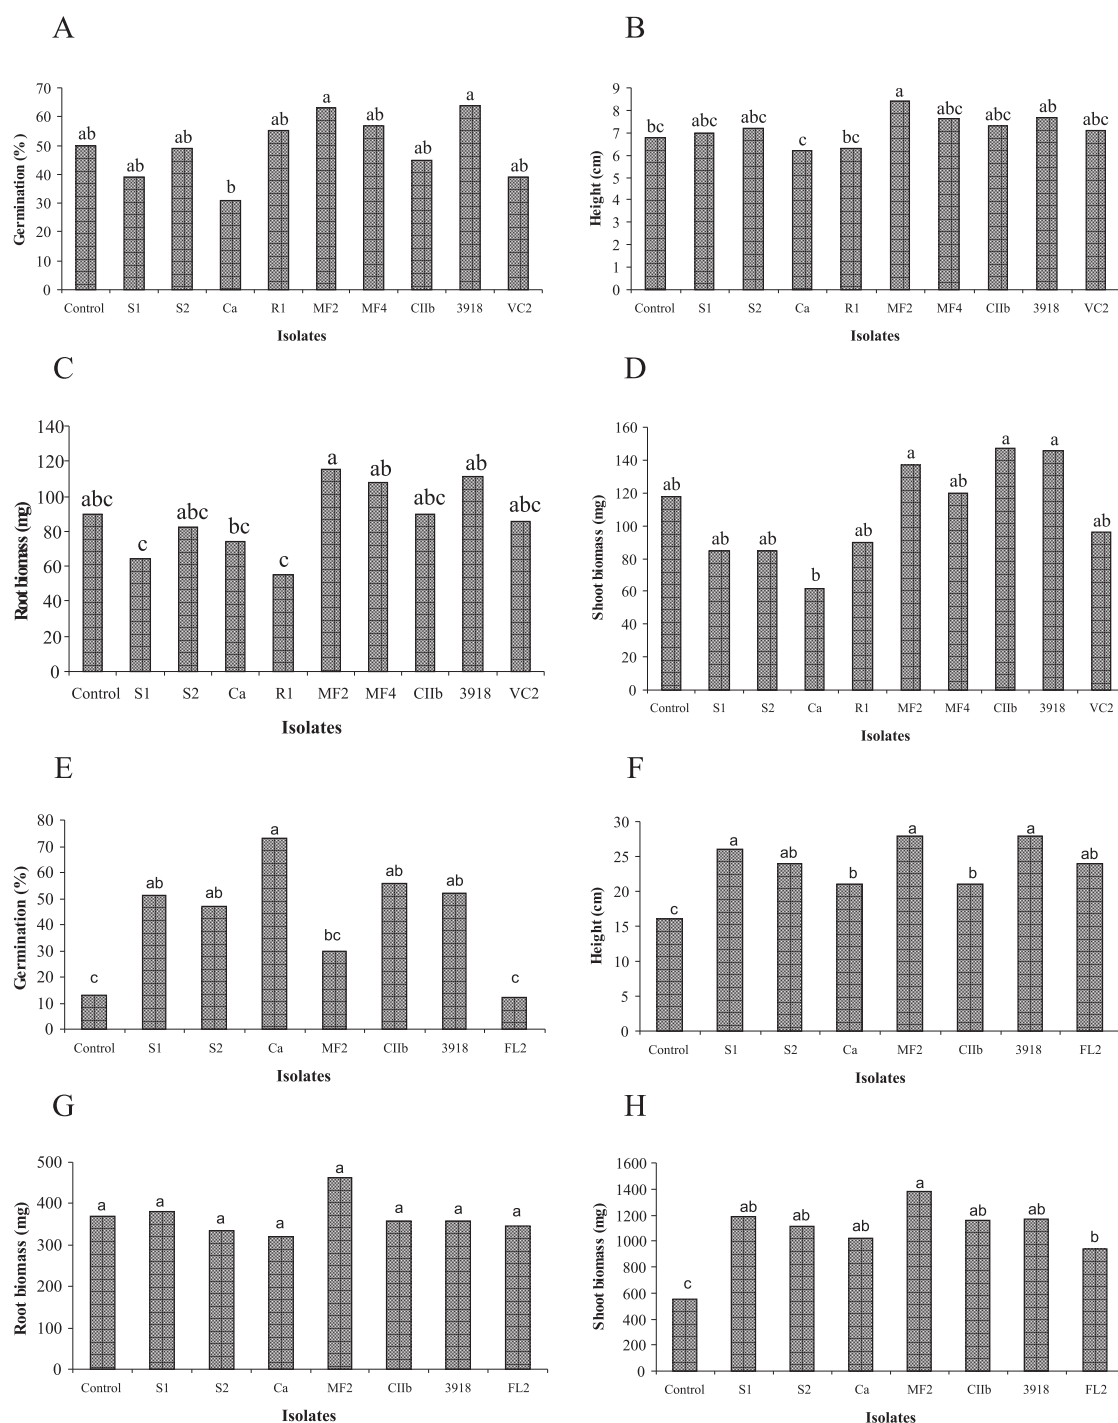 A
Germination (%)
70
60
50
40
30
20
10
0
ab ab ab b ab a ab ab a ab
Control S1 S2 Ca R1 MF2 MF4 CIIb 3918 VC2
Isolates
B
Height (cm)
9
8
7
6
5
4
3
2
1
0
bc abc abc c bc a abc abc ab abc
Control S1 S2 Ca R1 MF2 MF4 CIIb 3918 VC2
Isolates
C
Root biomass (mg)
140
120
100
80
60
40
20
0
abc c abc bc c a ab abc ab abc
Control S1 S2 Ca R1 MF2 MF4 CIIb 3918 VC2
Isolates
D
Shoot biomass (mg)
160
140
120
100
80
60
40
20
0
ab ab ab b ab a ab a a ab
Control S1 S2 Ca R1 MF2 MF4 CIIb 3918 VC2
Isolates
E
Germination (%)
80
70
60
50
40
30
20
10
0
c ab ab a bc ab ab c
Control S1 S2 Ca MF2 CIIb 3918 FL2
Isolates
F
Height (cm)
30
25
20
15
10
5
0
c a ab b a b a ab
Control S1 S2 Ca MF2 CIIb 3918 FL2
Isolates
G
Root biomass (mg)
500
400
300
200
100
0
a a a a a a a a
Control S1 S2 Ca MF2 CIIb 3918 FL2
Isolates
H
Shoot biomass (mg)
1600
1400
1200
1000
800
600
400
200
0
c ab ab ab a ab ab b
Control S1 S2 Ca MF2 CIIb 3918 FL2
Isolates